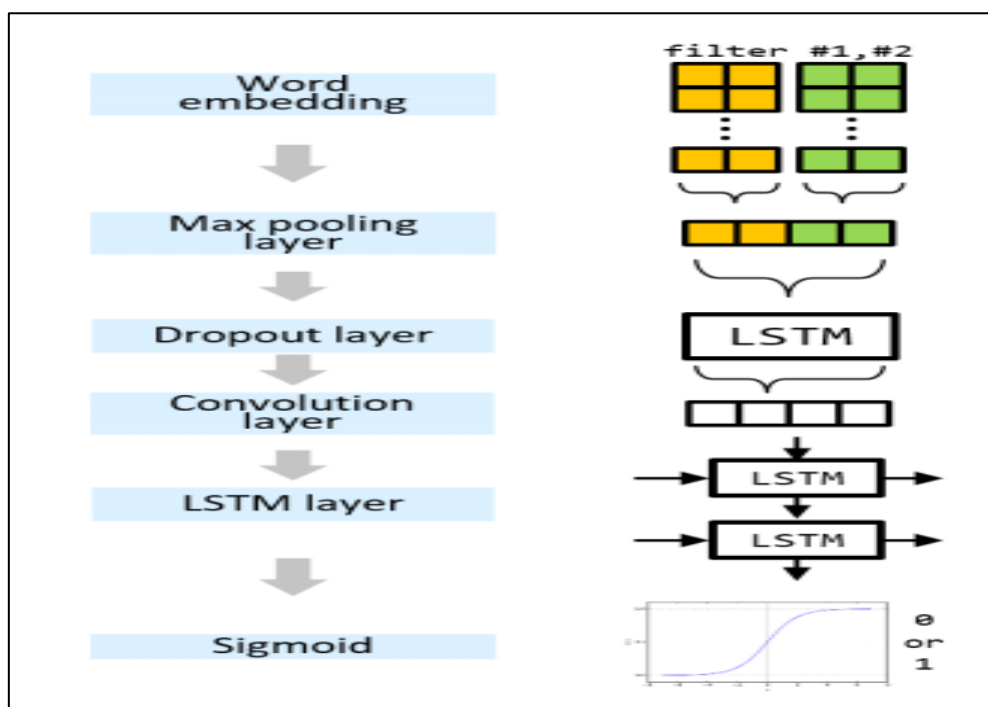 Word
embedding
Max pooling
layer
Dropout layer
Convolution
layer
LSTM layer
Sigmoid
filter #1,#2
LSTM
LSTM
LSTM
0
or
1